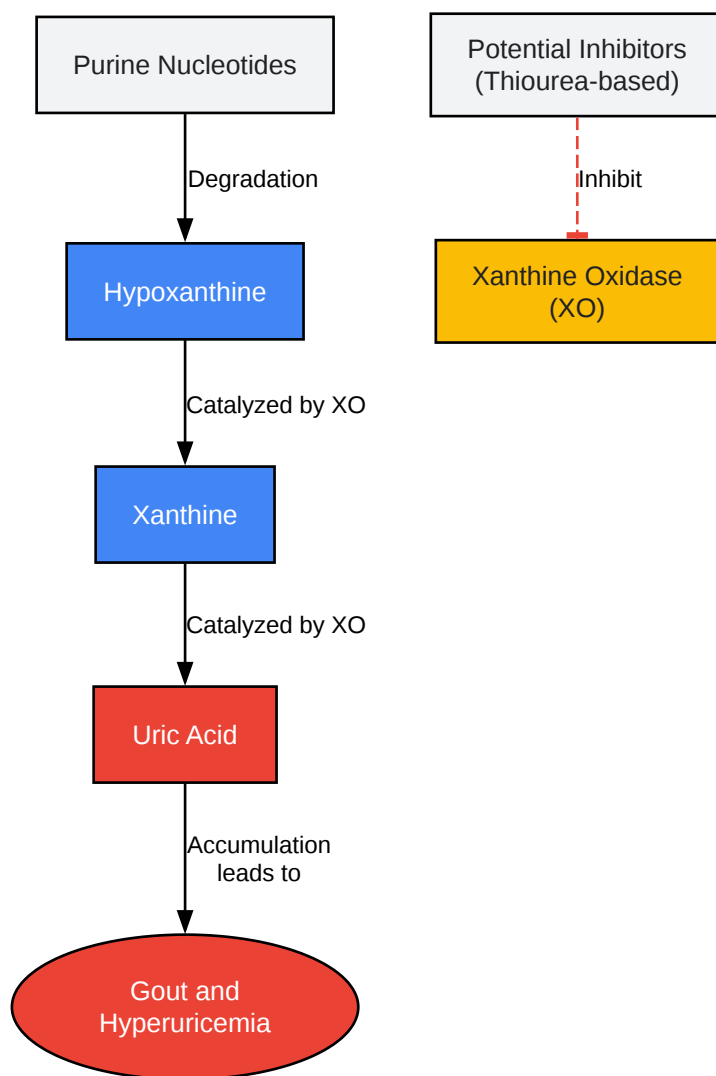 Purine Nucleotides
Potential Inhibitors
(Thiourea-based)
Degradation
Inhibit
Hypoxanthine
Xanthine Oxidase
(XO)
Catalyzed by XO
Xanthine
Catalyzed by XO
Uric Acid
Accumulation
leads to
Gout and
Hyperuricemia